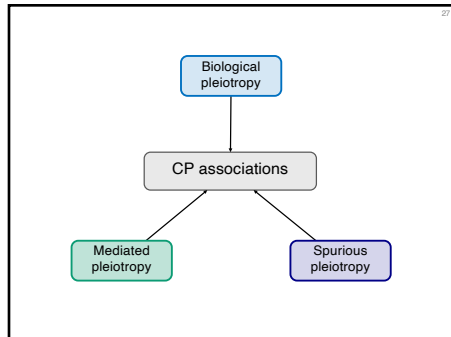 27
Biological
pleiotropy
CP associations
Mediated
pleiotropy
Spurious
pleiotropy